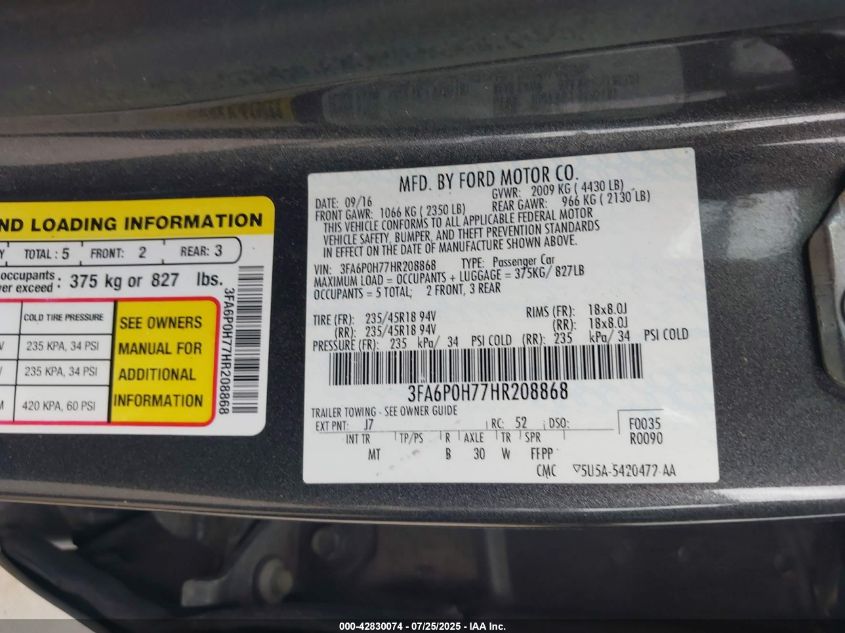 ND LOADING INFORMATION
Y TOTAL: 5 FRONT: 2 REAR: 3
occupants
er exceed : 375 kg or 827 lbs.
COLD TIRE PRESSURE
235 KPA, 34 PSI
235 KPA, 34 PSI
420 KPA, 60 PSI
SEE OWNERS
MANUAL FOR
ADDITIONAL
INFORMATION
3FA6P0H77HR208868
MFD. BY FORD MOTOR CO.
DATE: 09/16 GVWR: 2009 KG ( 4430 LB)
FRONT GAWR: 1066 KG ( 2350 LB) REAR GAWR: 966 KG ( 2130 LB)
THIS VEHICLE CONFORMS TO ALL APPLICABLE FEDERAL MOTOR
VEHICLE SAFETY, BUMPER, AND THEFT PREVENTION STANDARDS
IN EFFECT ON THE DATE OF MANUFACTURE SHOWN ABOVE.
VIN: 3FA6P0H77HR208868 TYPE: Passenger Car
MAXIMUM LOAD = OCCUPANTS + LUGGAGE = 375KG/ 827LB
OCCUPANTS = 5 TOTAL; 2 FRONT, 3 REAR
TIRE (FR): 235/45R18 94V RIMS (FR): 18x8.0J
(RR): 235/45R18 94V (RR): 18x8.0J
PRESSURE (FR): 235 kPa/ 34 PSI COLD (RR): 235 kPa/ 34 PSI COLD
3FA6P0H77HR208868
TRAILER TOWING - SEE OWNER GUIDE
EXT PNT: J7 RC: 52 DSO: F0035
R0090
INT TR TP/PS R AXLE TR SPR
MT B 30 W FFPP
CMC 5U5A-5420472-AA
000-42830074 | 07/25/2025 - IAA Inc.